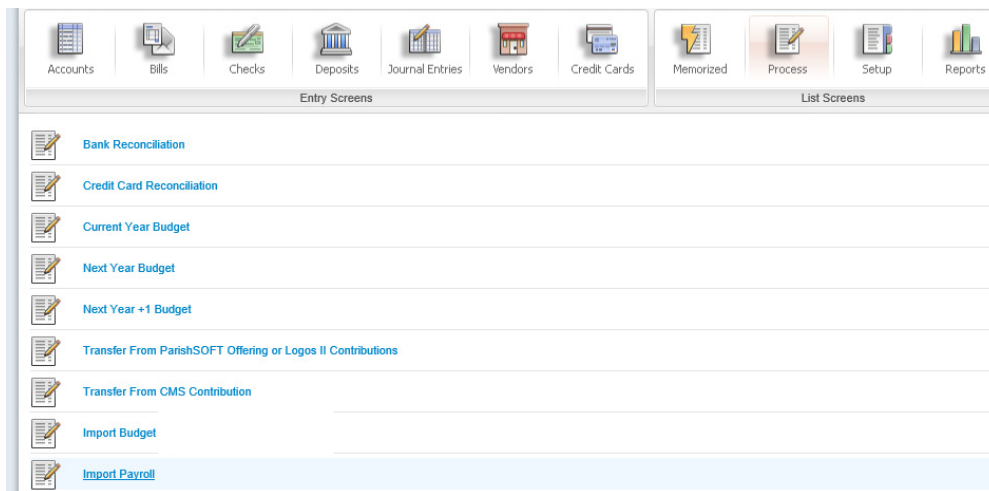 Accounts
Bills
Checks
Deposits
Journal Entries
Vendors
Credit Cards
Memorized
Process
Setup
Reports
Entry Screens
List Screens
Bank Reconciliation
Credit Card Reconciliation
Current Year Budget
Next Year Budget
Next Year +1 Budget
Transfer From ParishSOFT Offering or Logos II Contributions
Transfer From CMS Contribution
Import Budget
Import Payroll